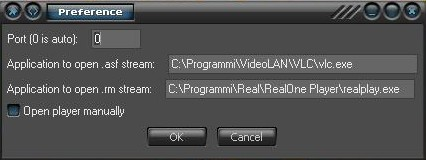 Preference
Port (0 is auto): 0
Application to open .asf stream: C:\Programmi\VideoLAN\VLC\vlc.exe
Application to open .rm stream: C:\Programmi\Real\RealOne Player\realplay.exe
Open player manually
OK Cancel